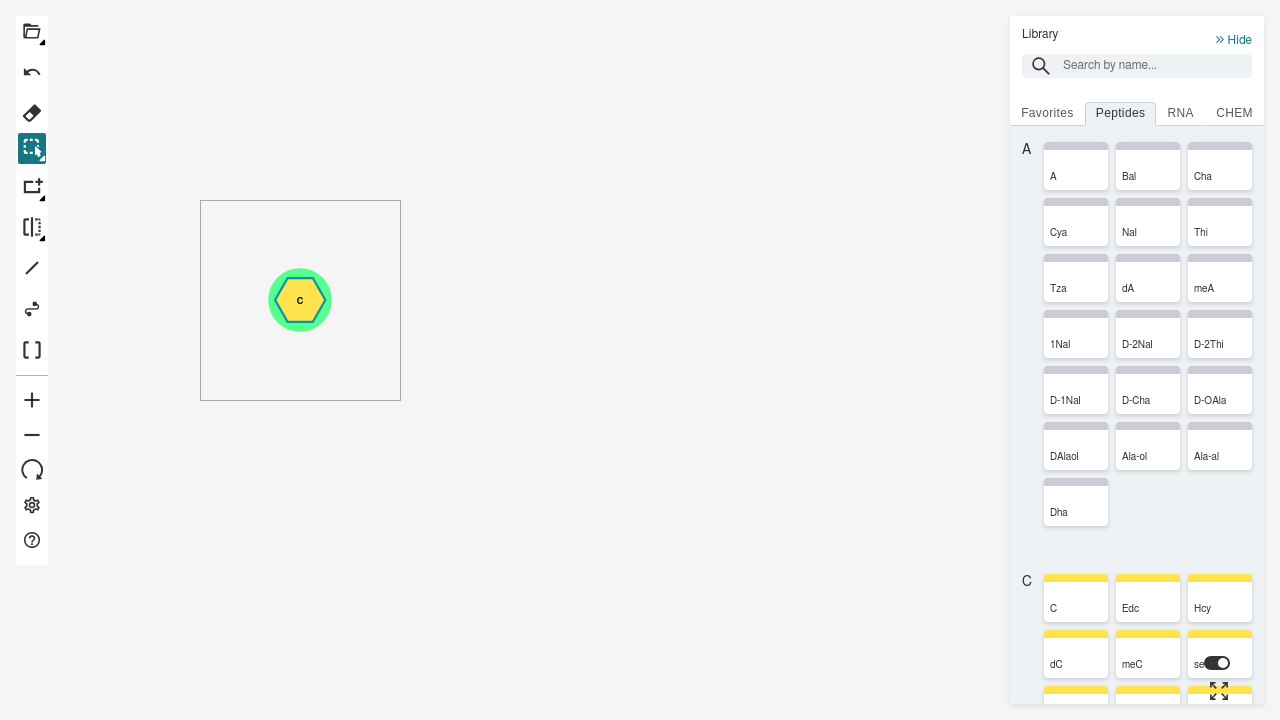 Library
Hide
Search by name...
Favorites Peptides RNA CHEM
A
A Bal Cha
Cya Nal Thi
Tza dA meA
1Nal D-2Nal D-2Thi
D-1Nal D-Cha D-OAla
DAlaol Ala-ol Ala-al
Dha
C
C Edc Hcy
dC meC se
c